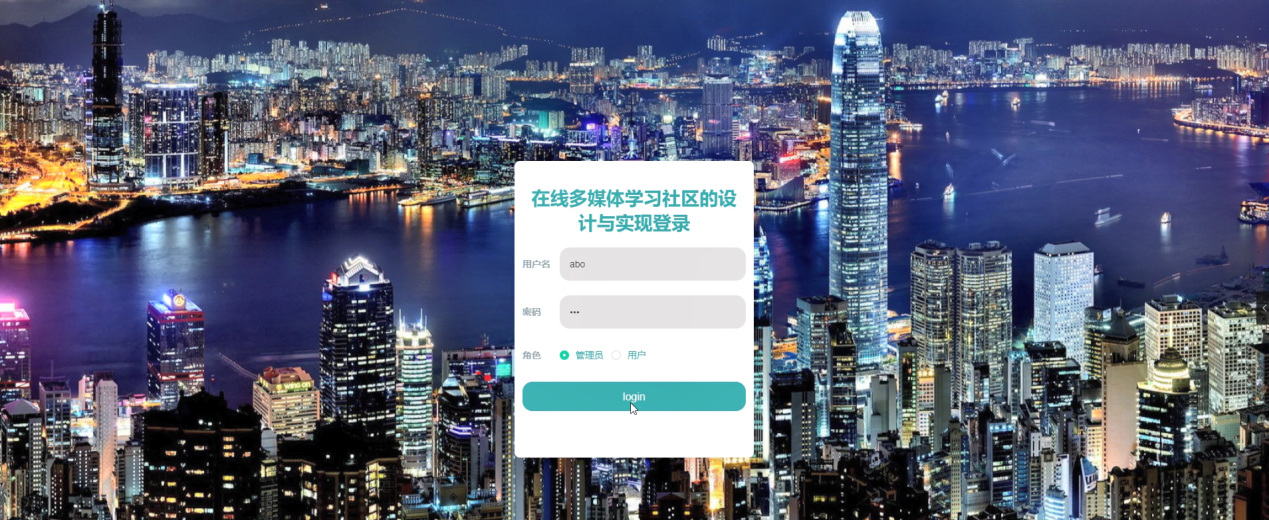 在线多媒体学习社区的设
计与实现登录
用户名 abo
密码 •••
角色 管理员 用户
login